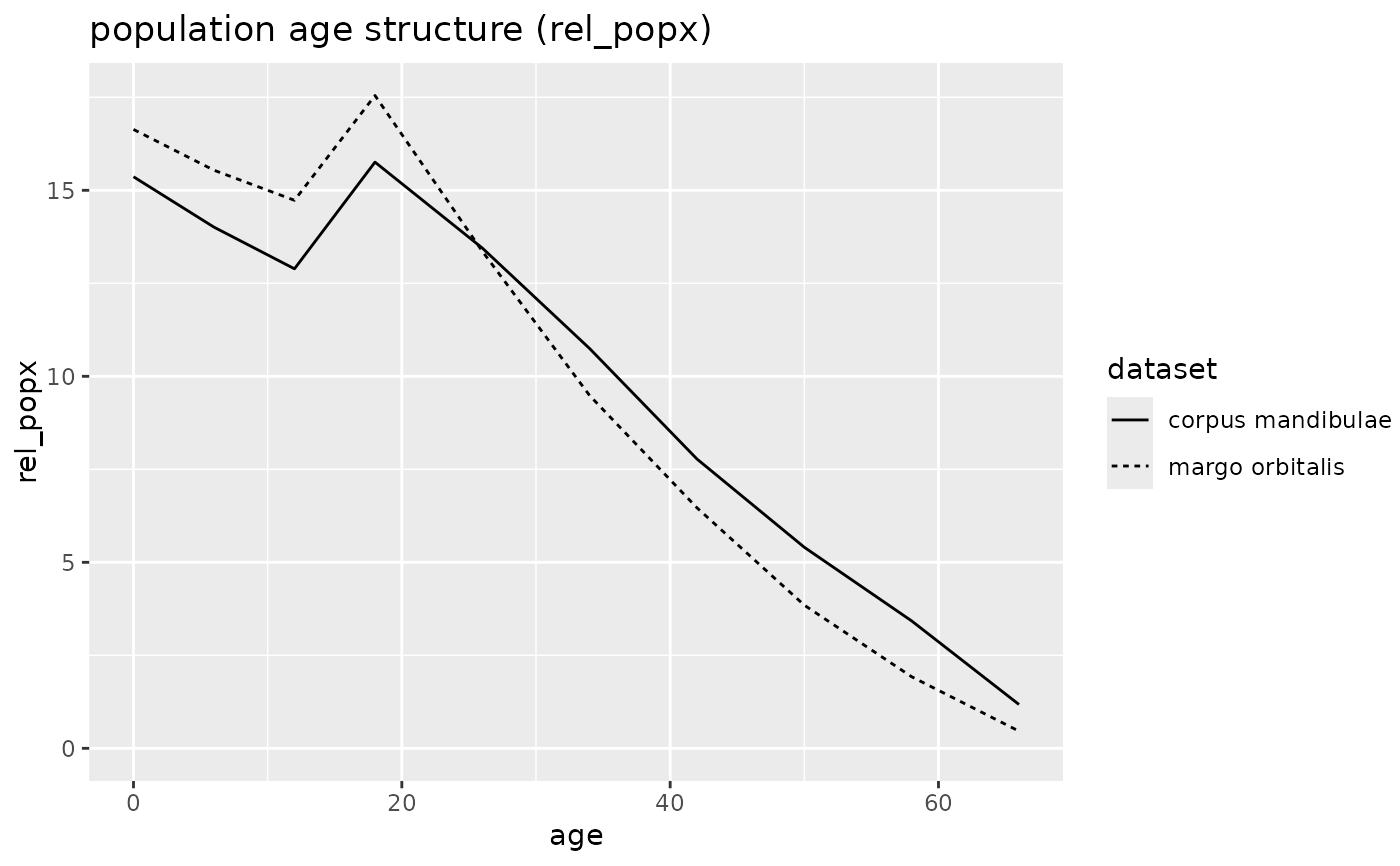 population age structure (rel_popx)
rel_popx
15
10
5
0
0 20 40 60
age
dataset
corpus mandibulae
margo orbitalis